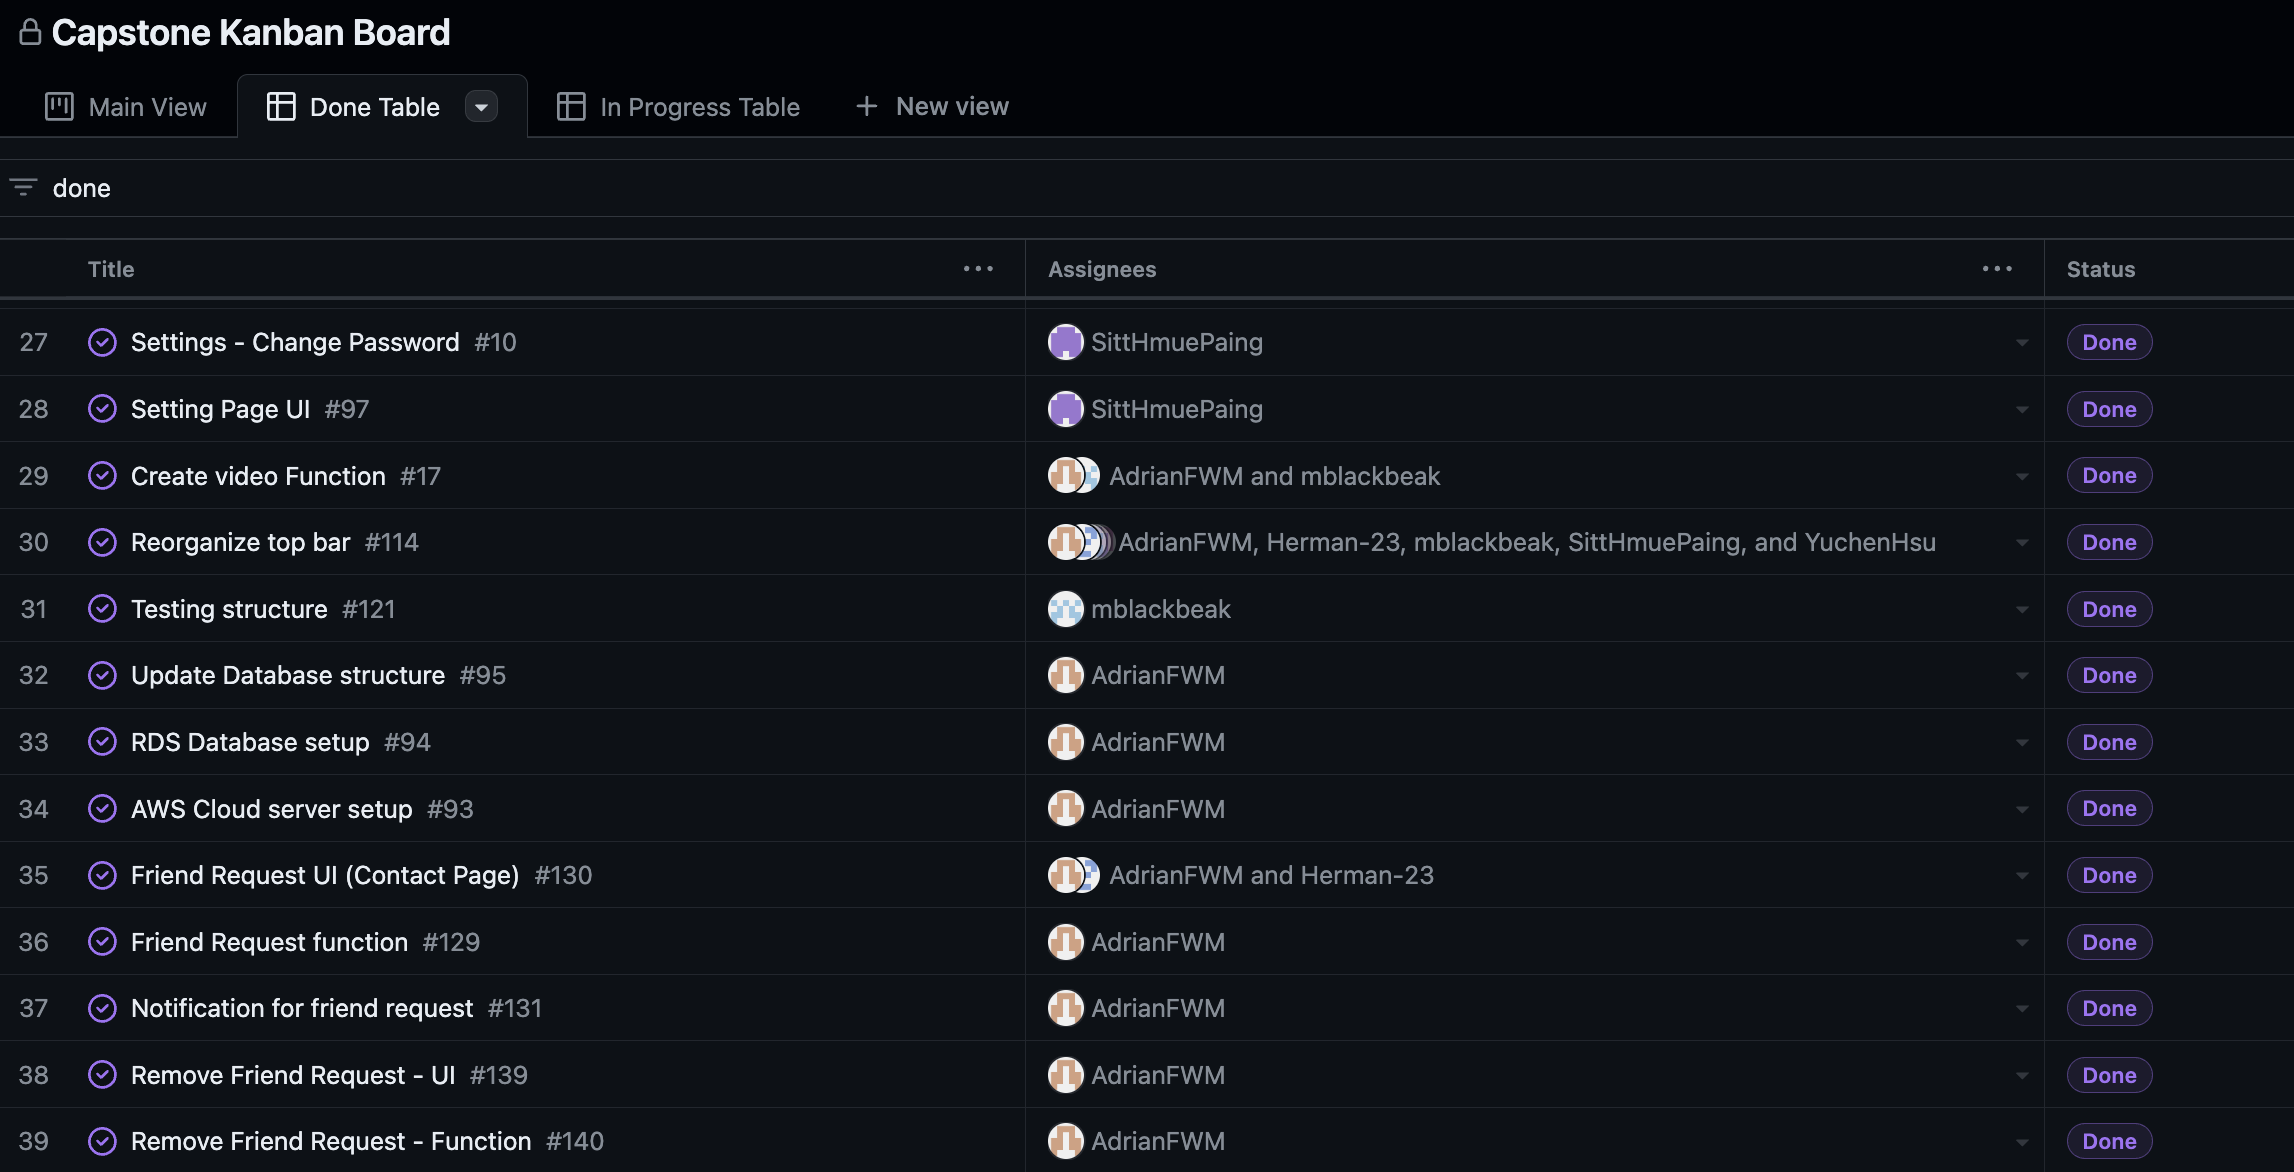 Capstone Kanban Board
Main View Done Table In Progress Table + New view
done
Title ... Assignees ... Status
27 Settings - Change Password #10 SittHmuePaing Done
28 Setting Page UI #97 SittHmuePaing Done
29 Create video Function #17 AdrianFWM and mblackbeak Done
30 Reorganize top bar #114 AdrianFWM, Herman-23, mblackbeak, SittHmuePaing, and YuchenHsu Done
31 Testing structure #121 mblackbeak Done
32 Update Database structure #95 AdrianFWM Done
33 RDS Database setup #94 AdrianFWM Done
34 AWS Cloud server setup #93 AdrianFWM Done
35 Friend Request UI (Contact Page) #130 AdrianFWM and Herman-23 Done
36 Friend Request function #129 AdrianFWM Done
37 Notification for friend request #131 AdrianFWM Done
38 Remove Friend Request - UI #139 AdrianFWM Done
39 Remove Friend Request - Function #140 AdrianFWM Done